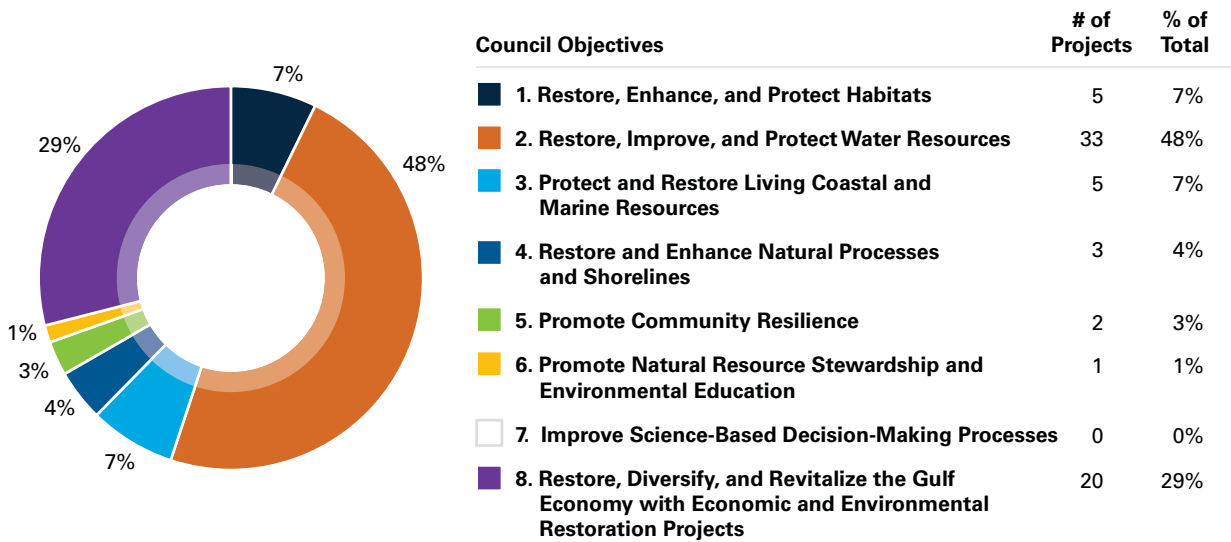 7%
48%
7%
4%
3%
1%
29%
Council Objectives # of Projects % of Total
1. Restore, Enhance, and Protect Habitats 5 7%
2. Restore, Improve, and Protect Water Resources 33 48%
3. Protect and Restore Living Coastal and 5 7%
Marine Resources
4. Restore and Enhance Natural Processes 3 4%
and Shorelines
5. Promote Community Resilience 2 3%
6. Promote Natural Resource Stewardship and 1 1%
Environmental Education
7. Improve Science-Based Decision-Making Processes 0 0%
8. Restore, Diversify, and Revitalize the Gulf 20 29%
Economy with Economic and Environmental
Restoration Projects